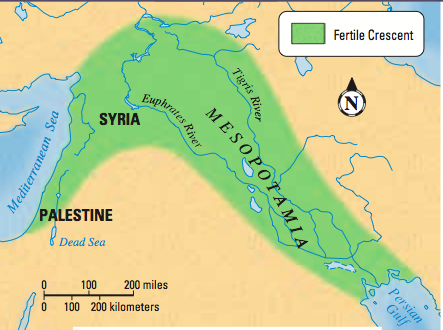 Fertile Crescent
N
Tigris River
Euphrates River
SYRIA
MESOPOTAMIA
Mediterranean Sea
PALESTINE
Dead Sea
0 100 200 miles
0 100 200 kilometers
Persian
Gulf